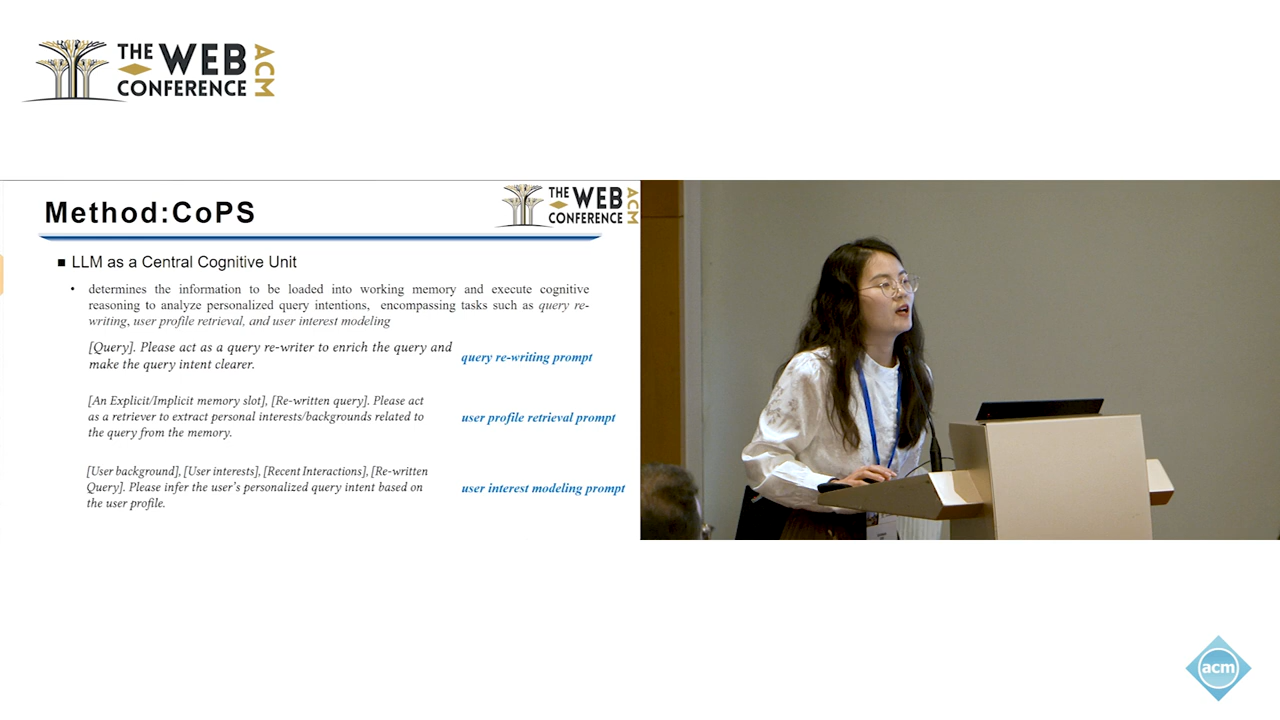 THE WEB
CONFERENCE
ACM
THE WEB
CONFERENCE
ACM
Method:CoPS
■ LLM as a Central Cognitive Unit
• determines the information to be loaded into working memory and execute cognitive
reasoning to analyze personalized query intentions, encompassing tasks such as query re-
writing, user profile retrieval, and user interest modeling
[Query]. Please act as a query re-writer to enrich the query and
make the query intent clearer.
query re-writing prompt
[An Explicit/Implicit memory slot], [Re-written query]. Please act
as a retriever to extract personal interests/backgrounds related to
the query from the memory.
user profile retrieval prompt
[User background], [User interests], [Recent Interactions], [Re-written
Query]. Please infer the user's personalized query intent based on
the user profile.
user interest modeling prompt
acm